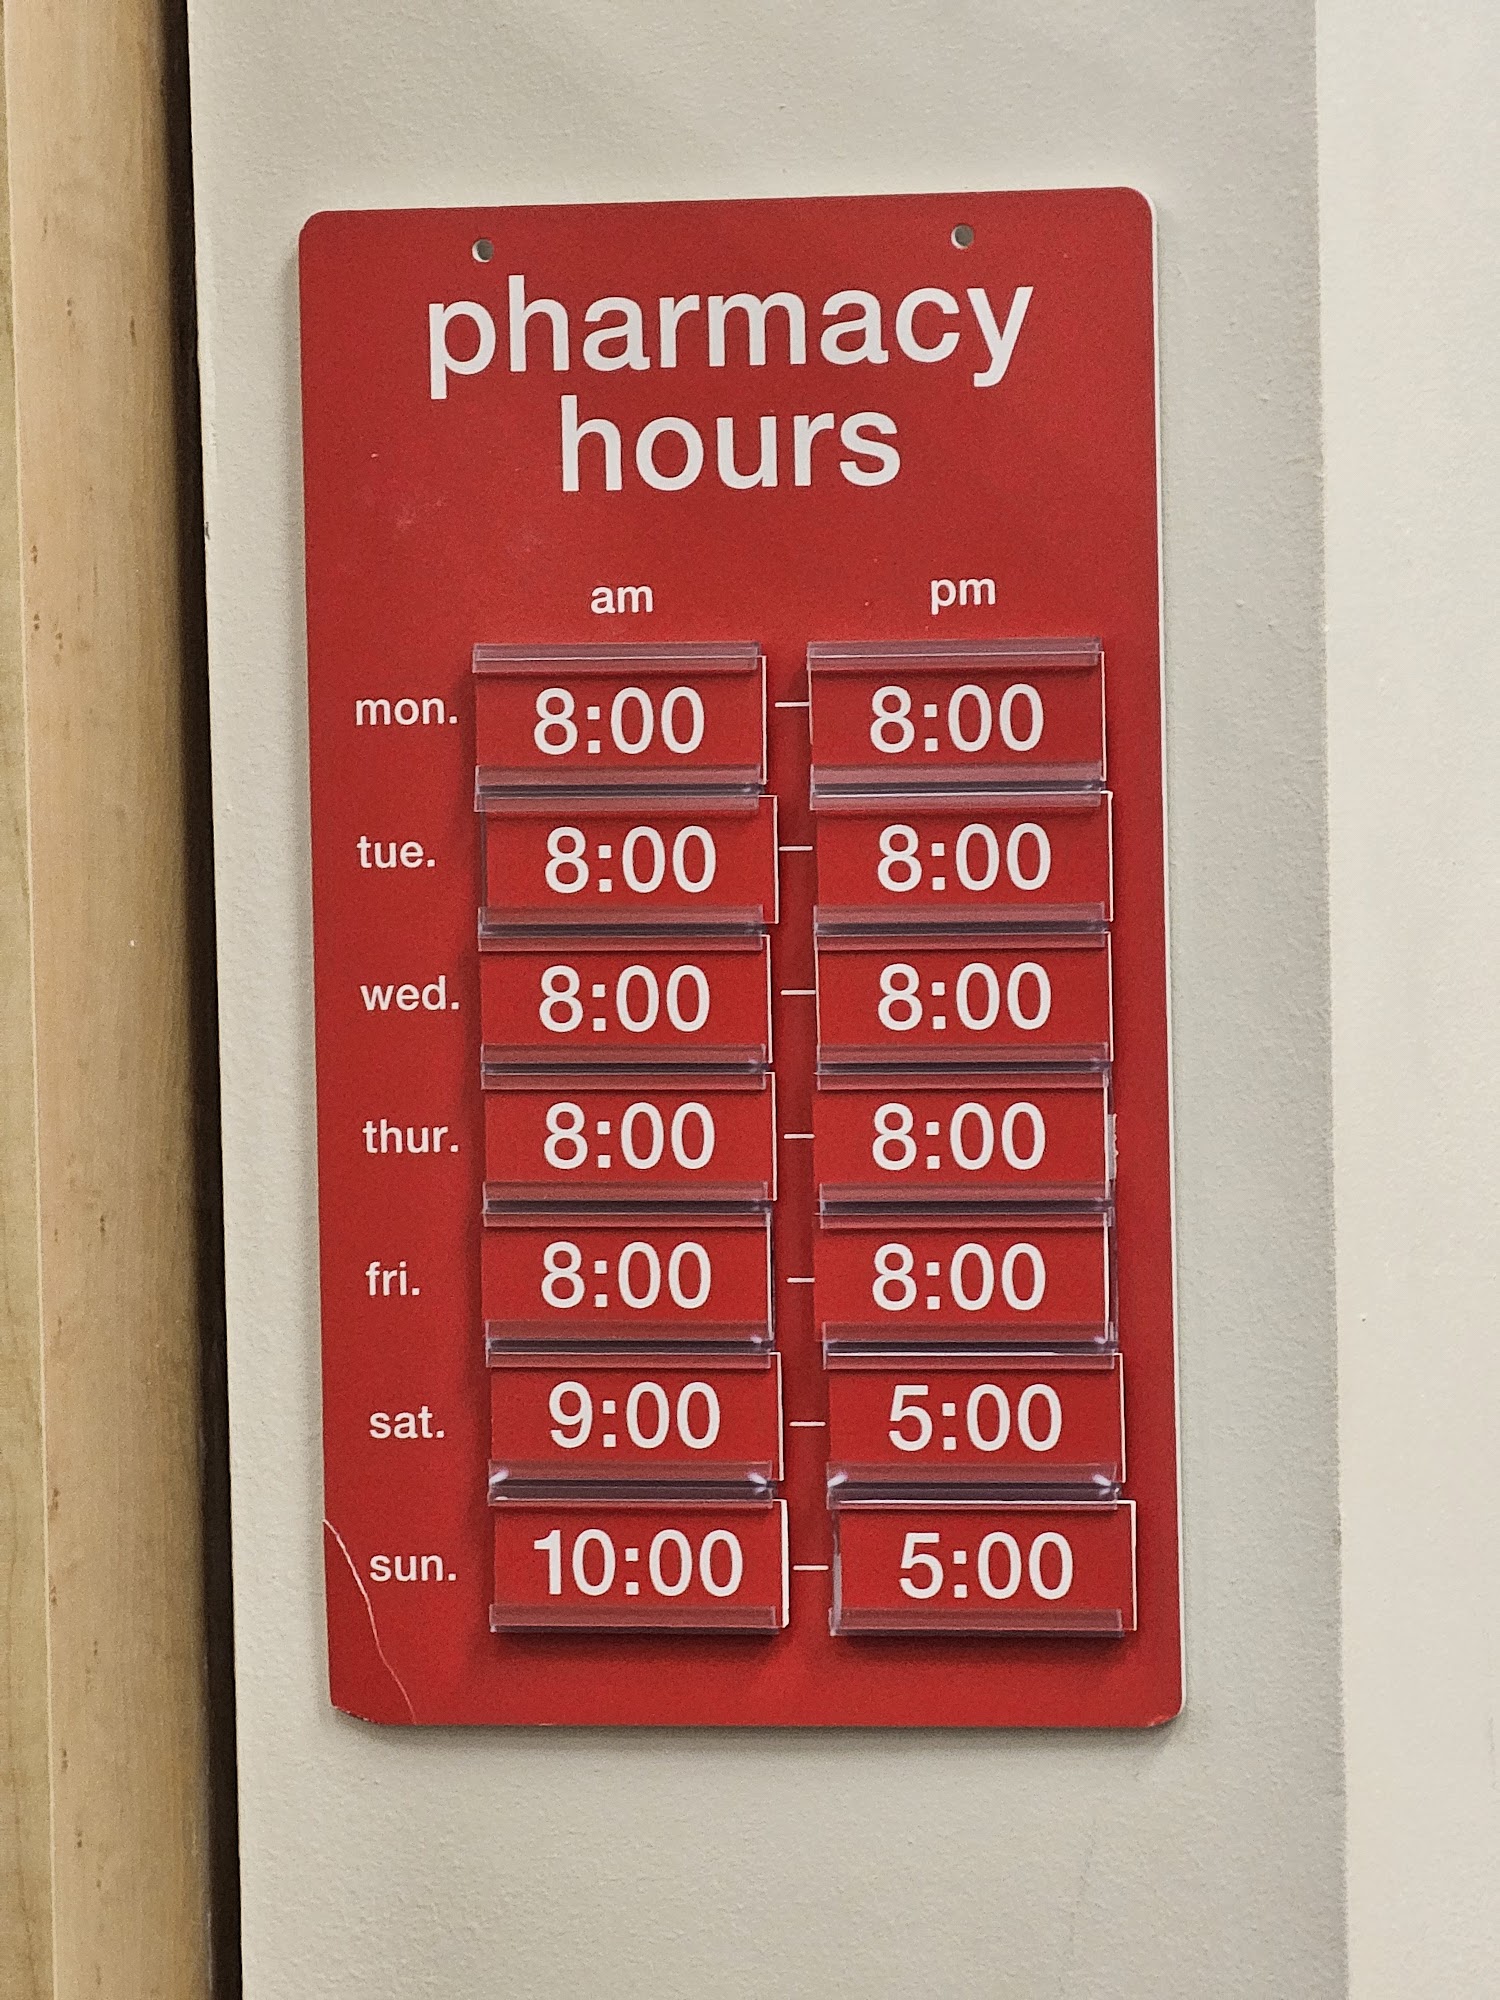 pharmacy
hours
am pm
mon. 8:00 – 8:00
tue. 8:00 – 8:00
wed. 8:00 – 8:00
thur. 8:00 – 8:00
fri. 8:00 – 8:00
sat. 9:00 – 5:00
sun. 10:00 – 5:00